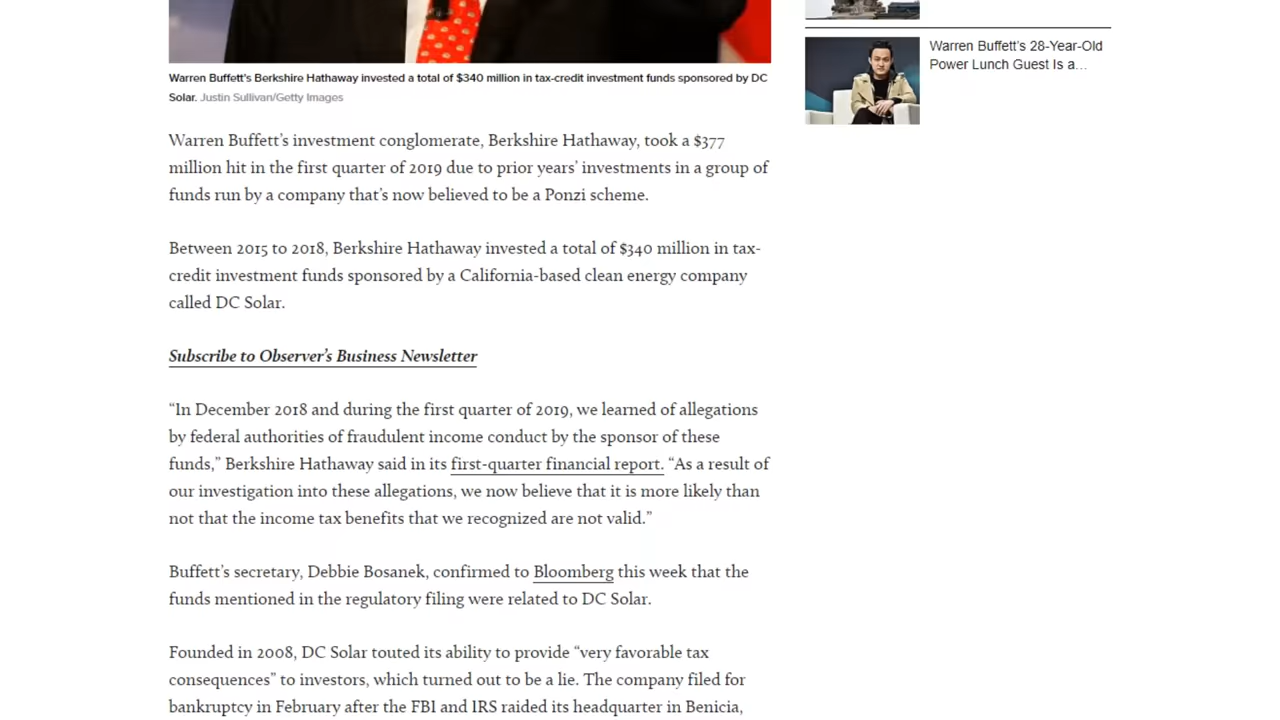 Warren Buffett's Berkshire Hathaway invested a total of $340 million in tax-credit investment funds sponsored by DC
Solar. Justin Sullivan/Getty Images
Warren Buffett’s investment conglomerate, Berkshire Hathaway, took a $377
million hit in the first quarter of 2019 due to prior years’ investments in a group of
funds run by a company that’s now believed to be a Ponzi scheme.
Between 2015 to 2018, Berkshire Hathaway invested a total of $340 million in tax-
credit investment funds sponsored by a California-based clean energy company
called DC Solar.
Subscribe to Observer’s Business Newsletter
“In December 2018 and during the first quarter of 2019, we learned of allegations
by federal authorities of fraudulent income conduct by the sponsor of these
funds,” Berkshire Hathaway said in its first-quarter financial report. “As a result of
our investigation into these allegations, we now believe that it is more likely than
not that the income tax benefits that we recognized are not valid.”
Buffett’s secretary, Debbie Bosanek, confirmed to Bloomberg this week that the
funds mentioned in the regulatory filing were related to DC Solar.
Founded in 2008, DC Solar touted its ability to provide “very favorable tax
consequences” to investors, which turned out to be a lie. The company filed for
bankruptcy in February after the FBI and IRS raided its headquarter in Benicia,
Warren Buffett’s 28-Year-Old
Power Lunch Guest Is a…